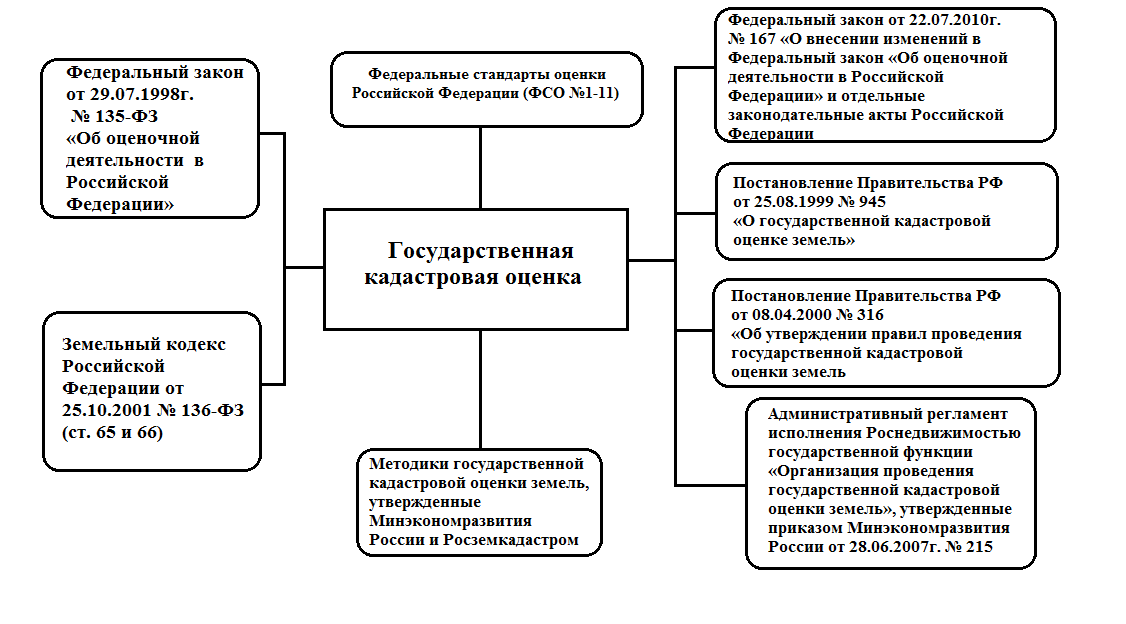 Федеральный закон
от 29.07.1998г.
№ 135-ФЗ
«Об оценочной
деятельности в
Российской
Федерации»
Земельный кодекс
Российской
Федерации от
25.10.2001 № 136-ФЗ
(ст. 65 и 66)
Федеральные стандарты оценки
Российской Федерации (ФСО №1-11)
Государственная
кадастровая оценка
Методики государственной
кадастровой оценки земель,
утвержденные
Минэкономразвития
России и Росземкадастром
Федеральный закон от 22.07.2010г.
№ 167 «О внесении изменений в
Федеральный закон «Об оценочной
деятельности в Российской
Федерации» и отдельные
законодательные акты Российской
Федерации
Постановление Правительства РФ
от 25.08.1999 № 945
«О государственной кадастровой
оценке земель»
Постановление Правительства РФ
от 08.04.2000 № 316
«Об утверждении правил проведения
государственной кадастровой
оценки земель
Административный регламент
исполнения Роснедвижимостью
государственной функции
«Организация проведения
государственной кадастровой
оценки земель», утвержденные
приказом Минэкономразвития
России от 28.06.2007г. № 215